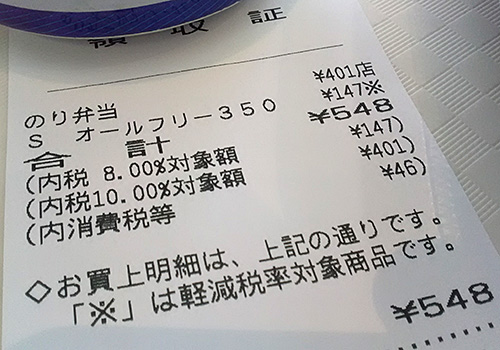 領収証
のり弁当 ¥401店
S オールフリー350 ¥147※
合 計 ¥548
(内税 8.00%対象額 ¥147)
(内税10.00%対象額 ¥401)
(内消費税等 ¥46)
◇お買上明細は、上記の通りです。
「※」は軽減税率対象商品です。
¥548